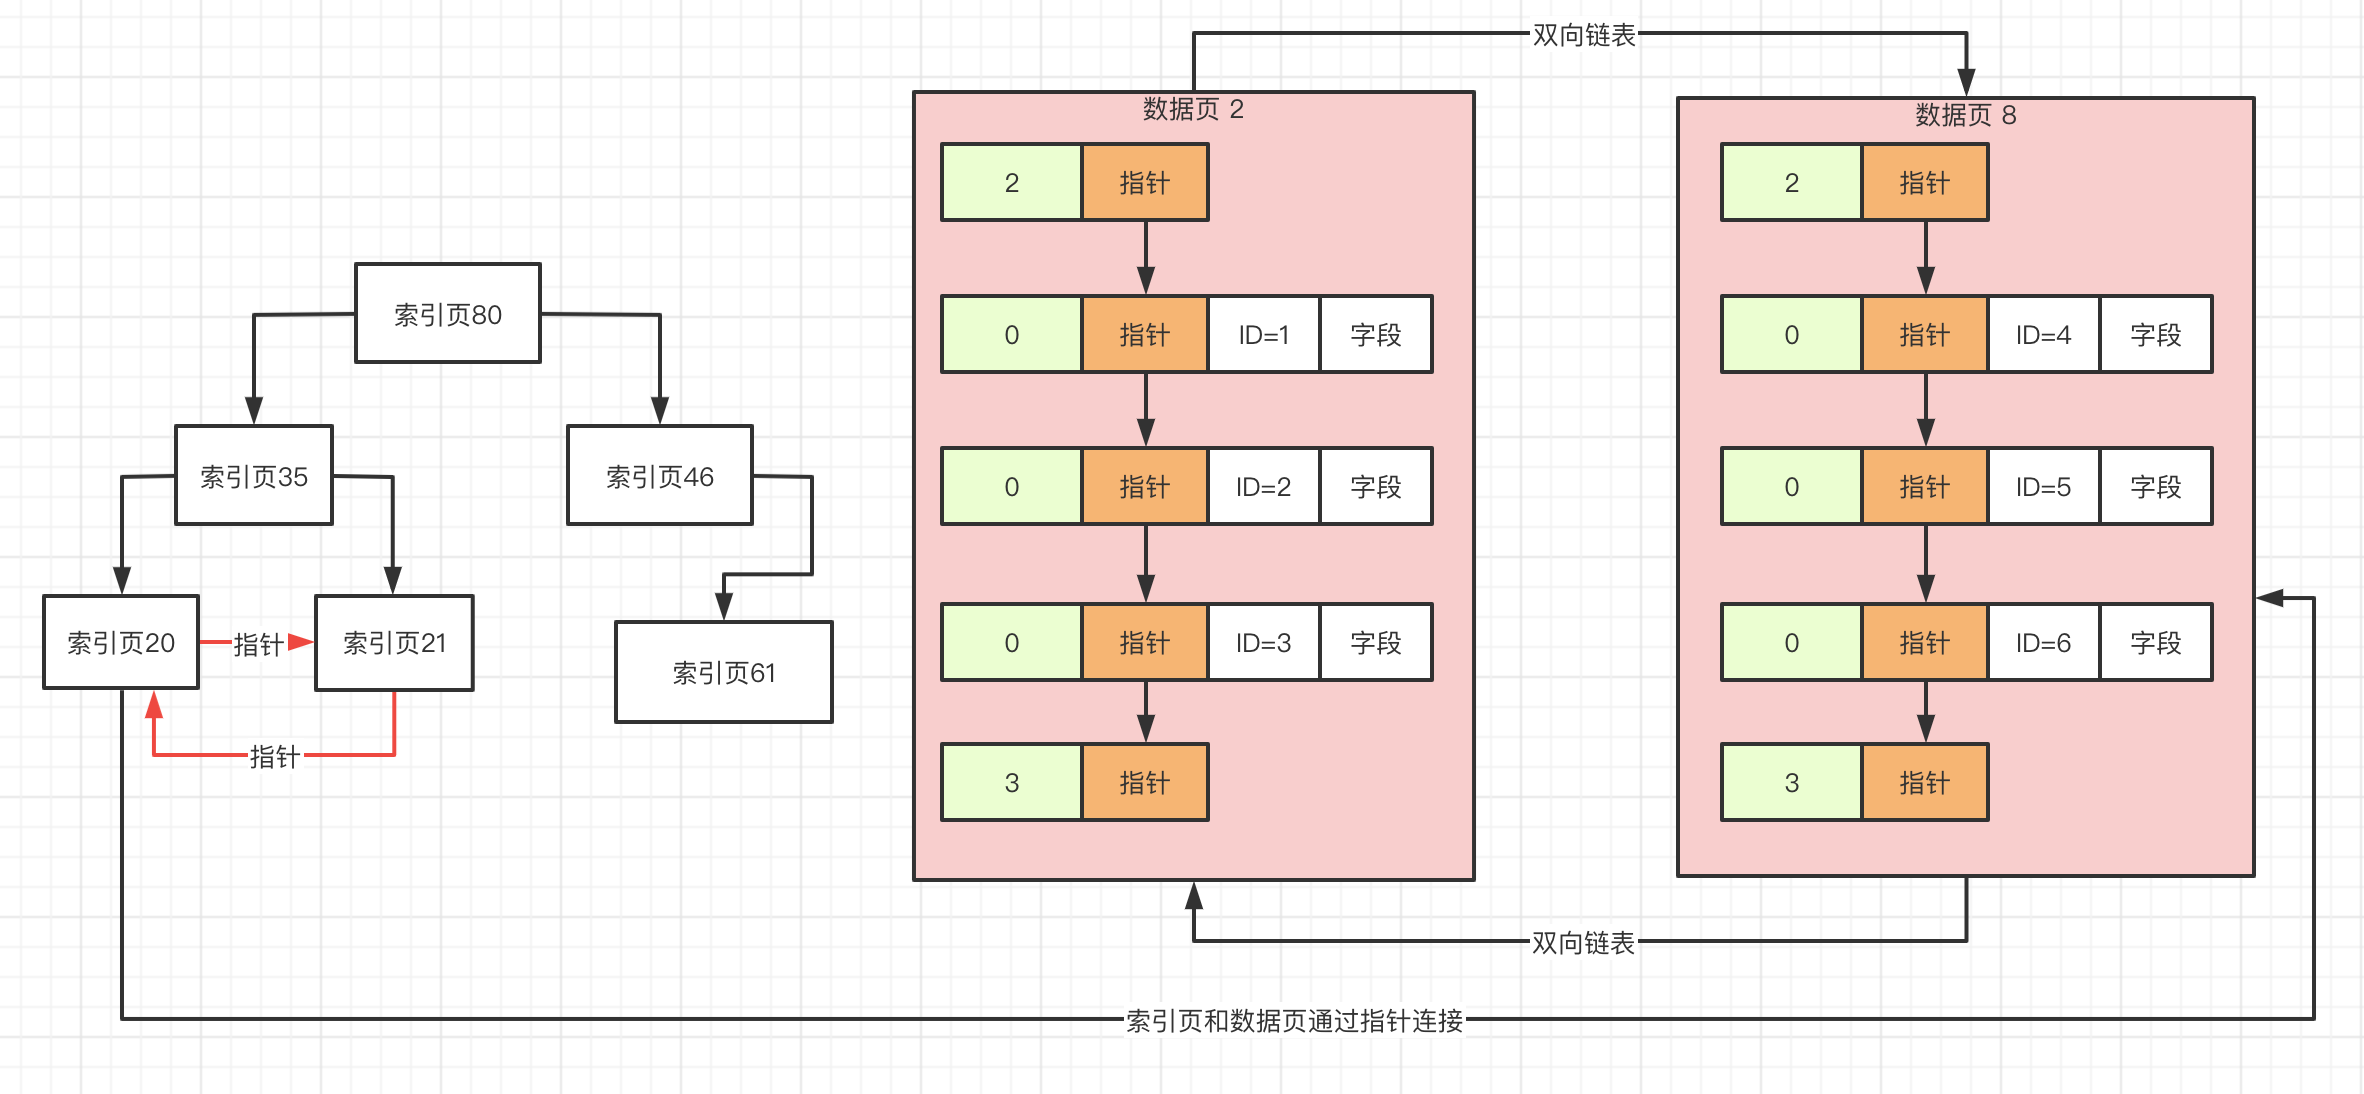 双向链表
数据页 2
2
指针
0
指针
ID=1
字段
0
指针
ID=2
字段
0
指针
ID=3
字段
3
指针
数据页 8
2
指针
0
指针
ID=4
字段
0
指针
ID=5
字段
0
指针
ID=6
字段
3
指针
索引页80
索引页35
索引页46
索引页20
指针
索引页21
索引页61
指针
双向链表
索引页和数据页通过指针连接